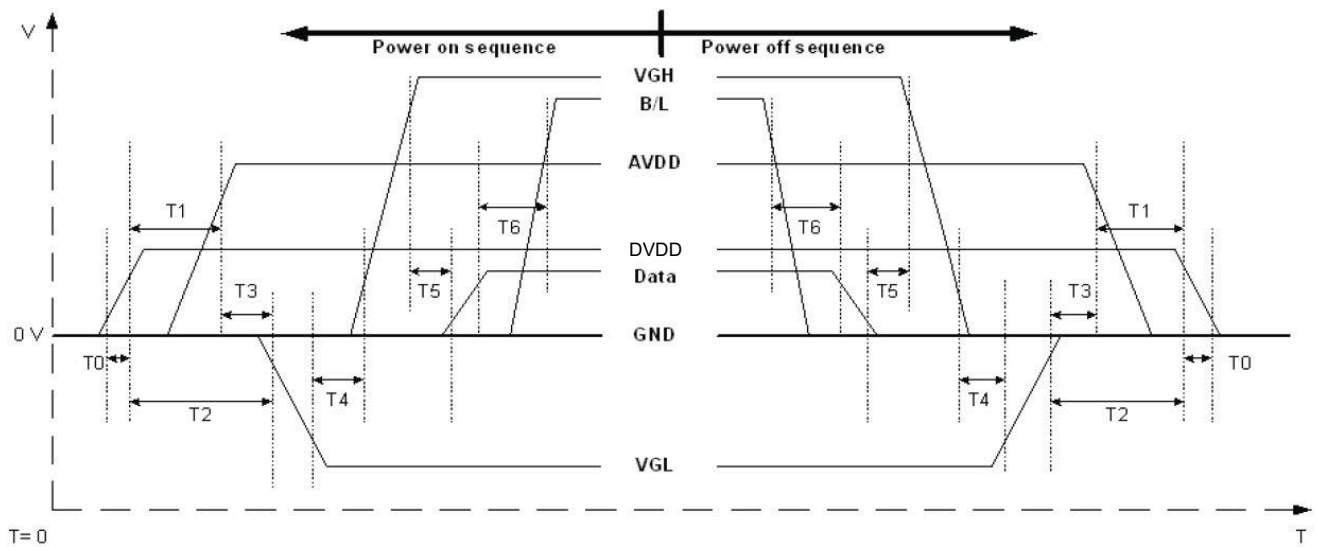 V
Power on sequence
Power off sequence
VGH
B/L
AVDD
T1
T1
T6
T6
DVDD
Data
T3
T5
T5
T3
0 V
GND
T0
T0
T4
T4
T2
T2
VGL
T= 0
T